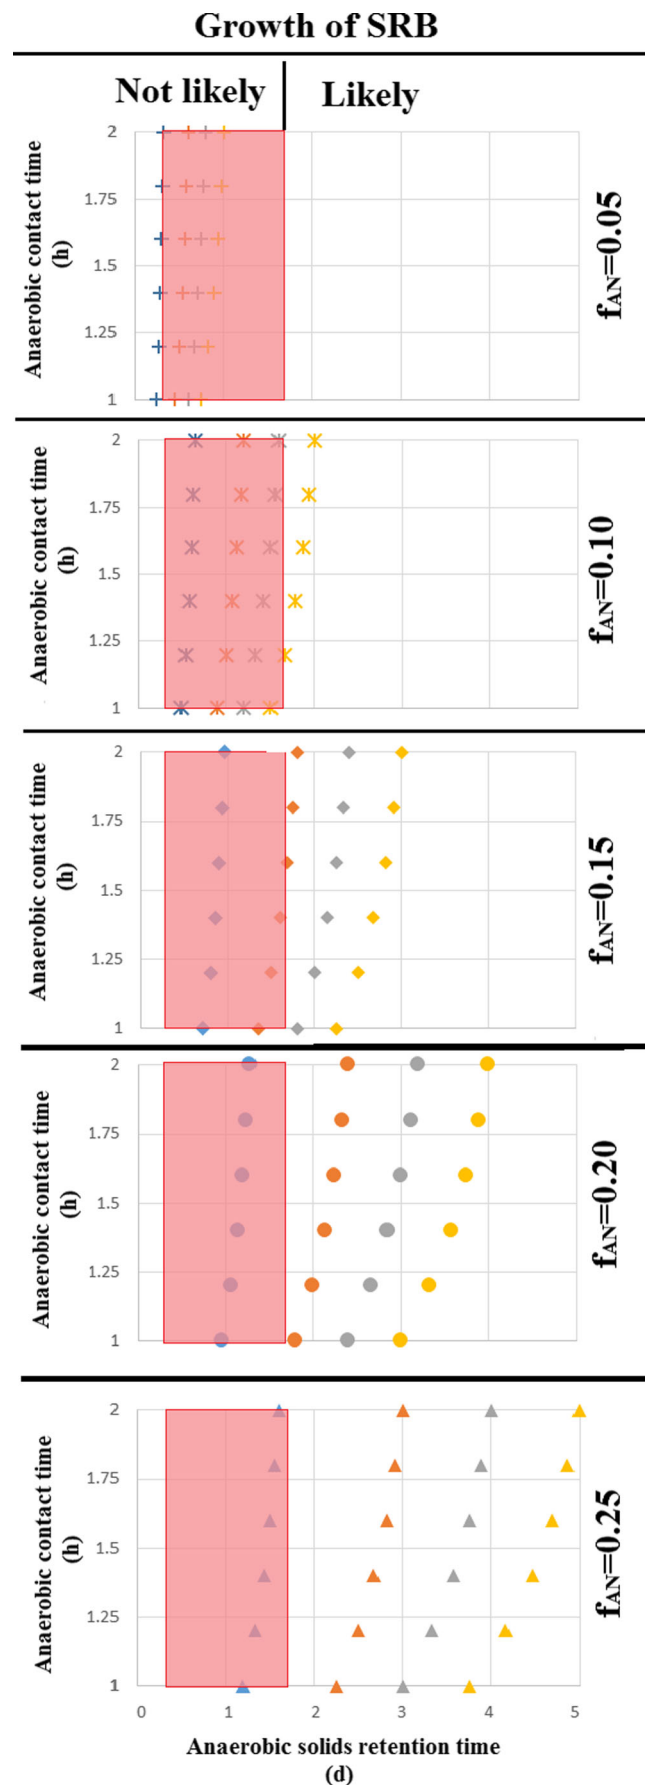 Growth of SRB
Not likely
Likely
2
1.75
1.5
1.25
1
Anaerobic contact time
(h)
fAN=0.05
2
1.75
1.5
1.25
1
Anaerobic contact time
(h)
fAN=0.10
2
1.75
1.5
1.25
1
Anaerobic contact time
(h)
fAN=0.15
2
1.75
1.5
1.25
1
Anaerobic contact time
(h)
fAN=0.20
2
1.75
1.5
1.25
1
Anaerobic contact time
(h)
fAN=0.25
0 1 2 3 4 5
Anaerobic solids retention time
(d)